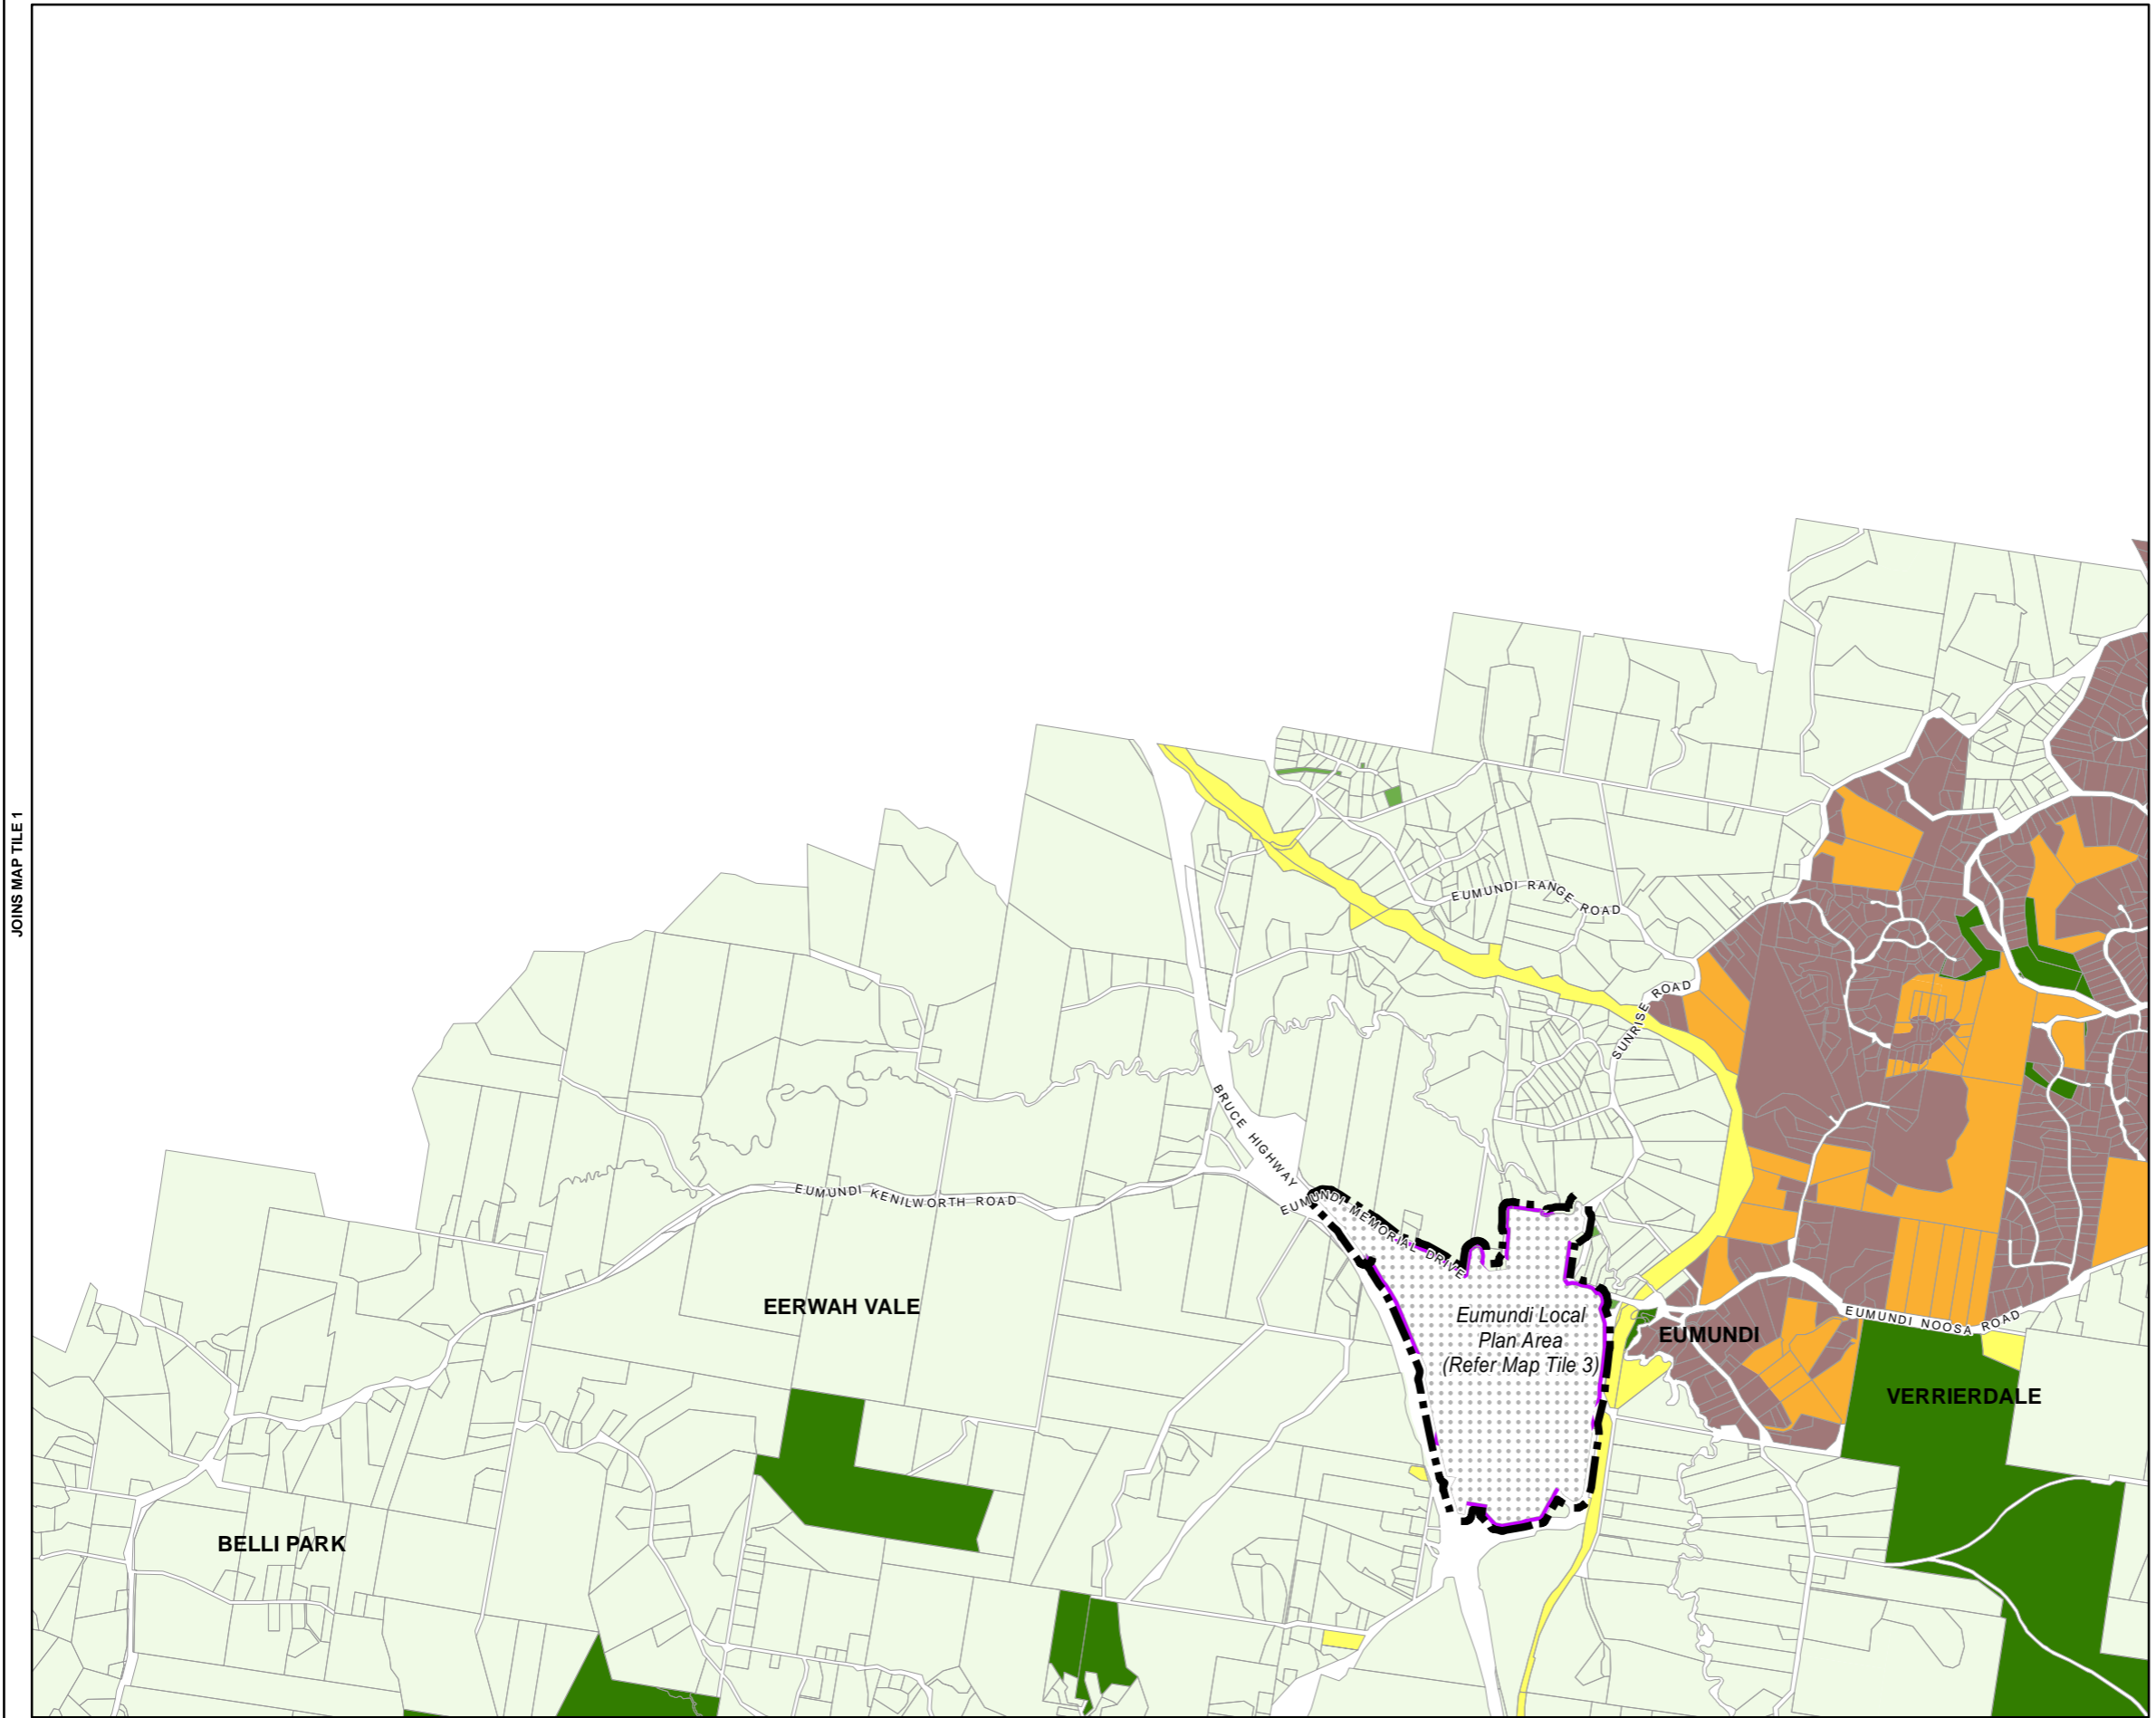 JOINS MAP TILE 1
EUMUNDI RANGE ROAD
SUNRISE ROAD
BRUCE HIGHWAY
EUMUNDI KENILWORTH ROAD
EUMUNDI MEMORIAL DRIVE
EERWAH VALE
Eumundi Local
Plan Area
(Refer Map Tile 3)
EUMUNDI
EUMUNDI NOOSA ROAD
VERRIERDALE
BELLI PARK